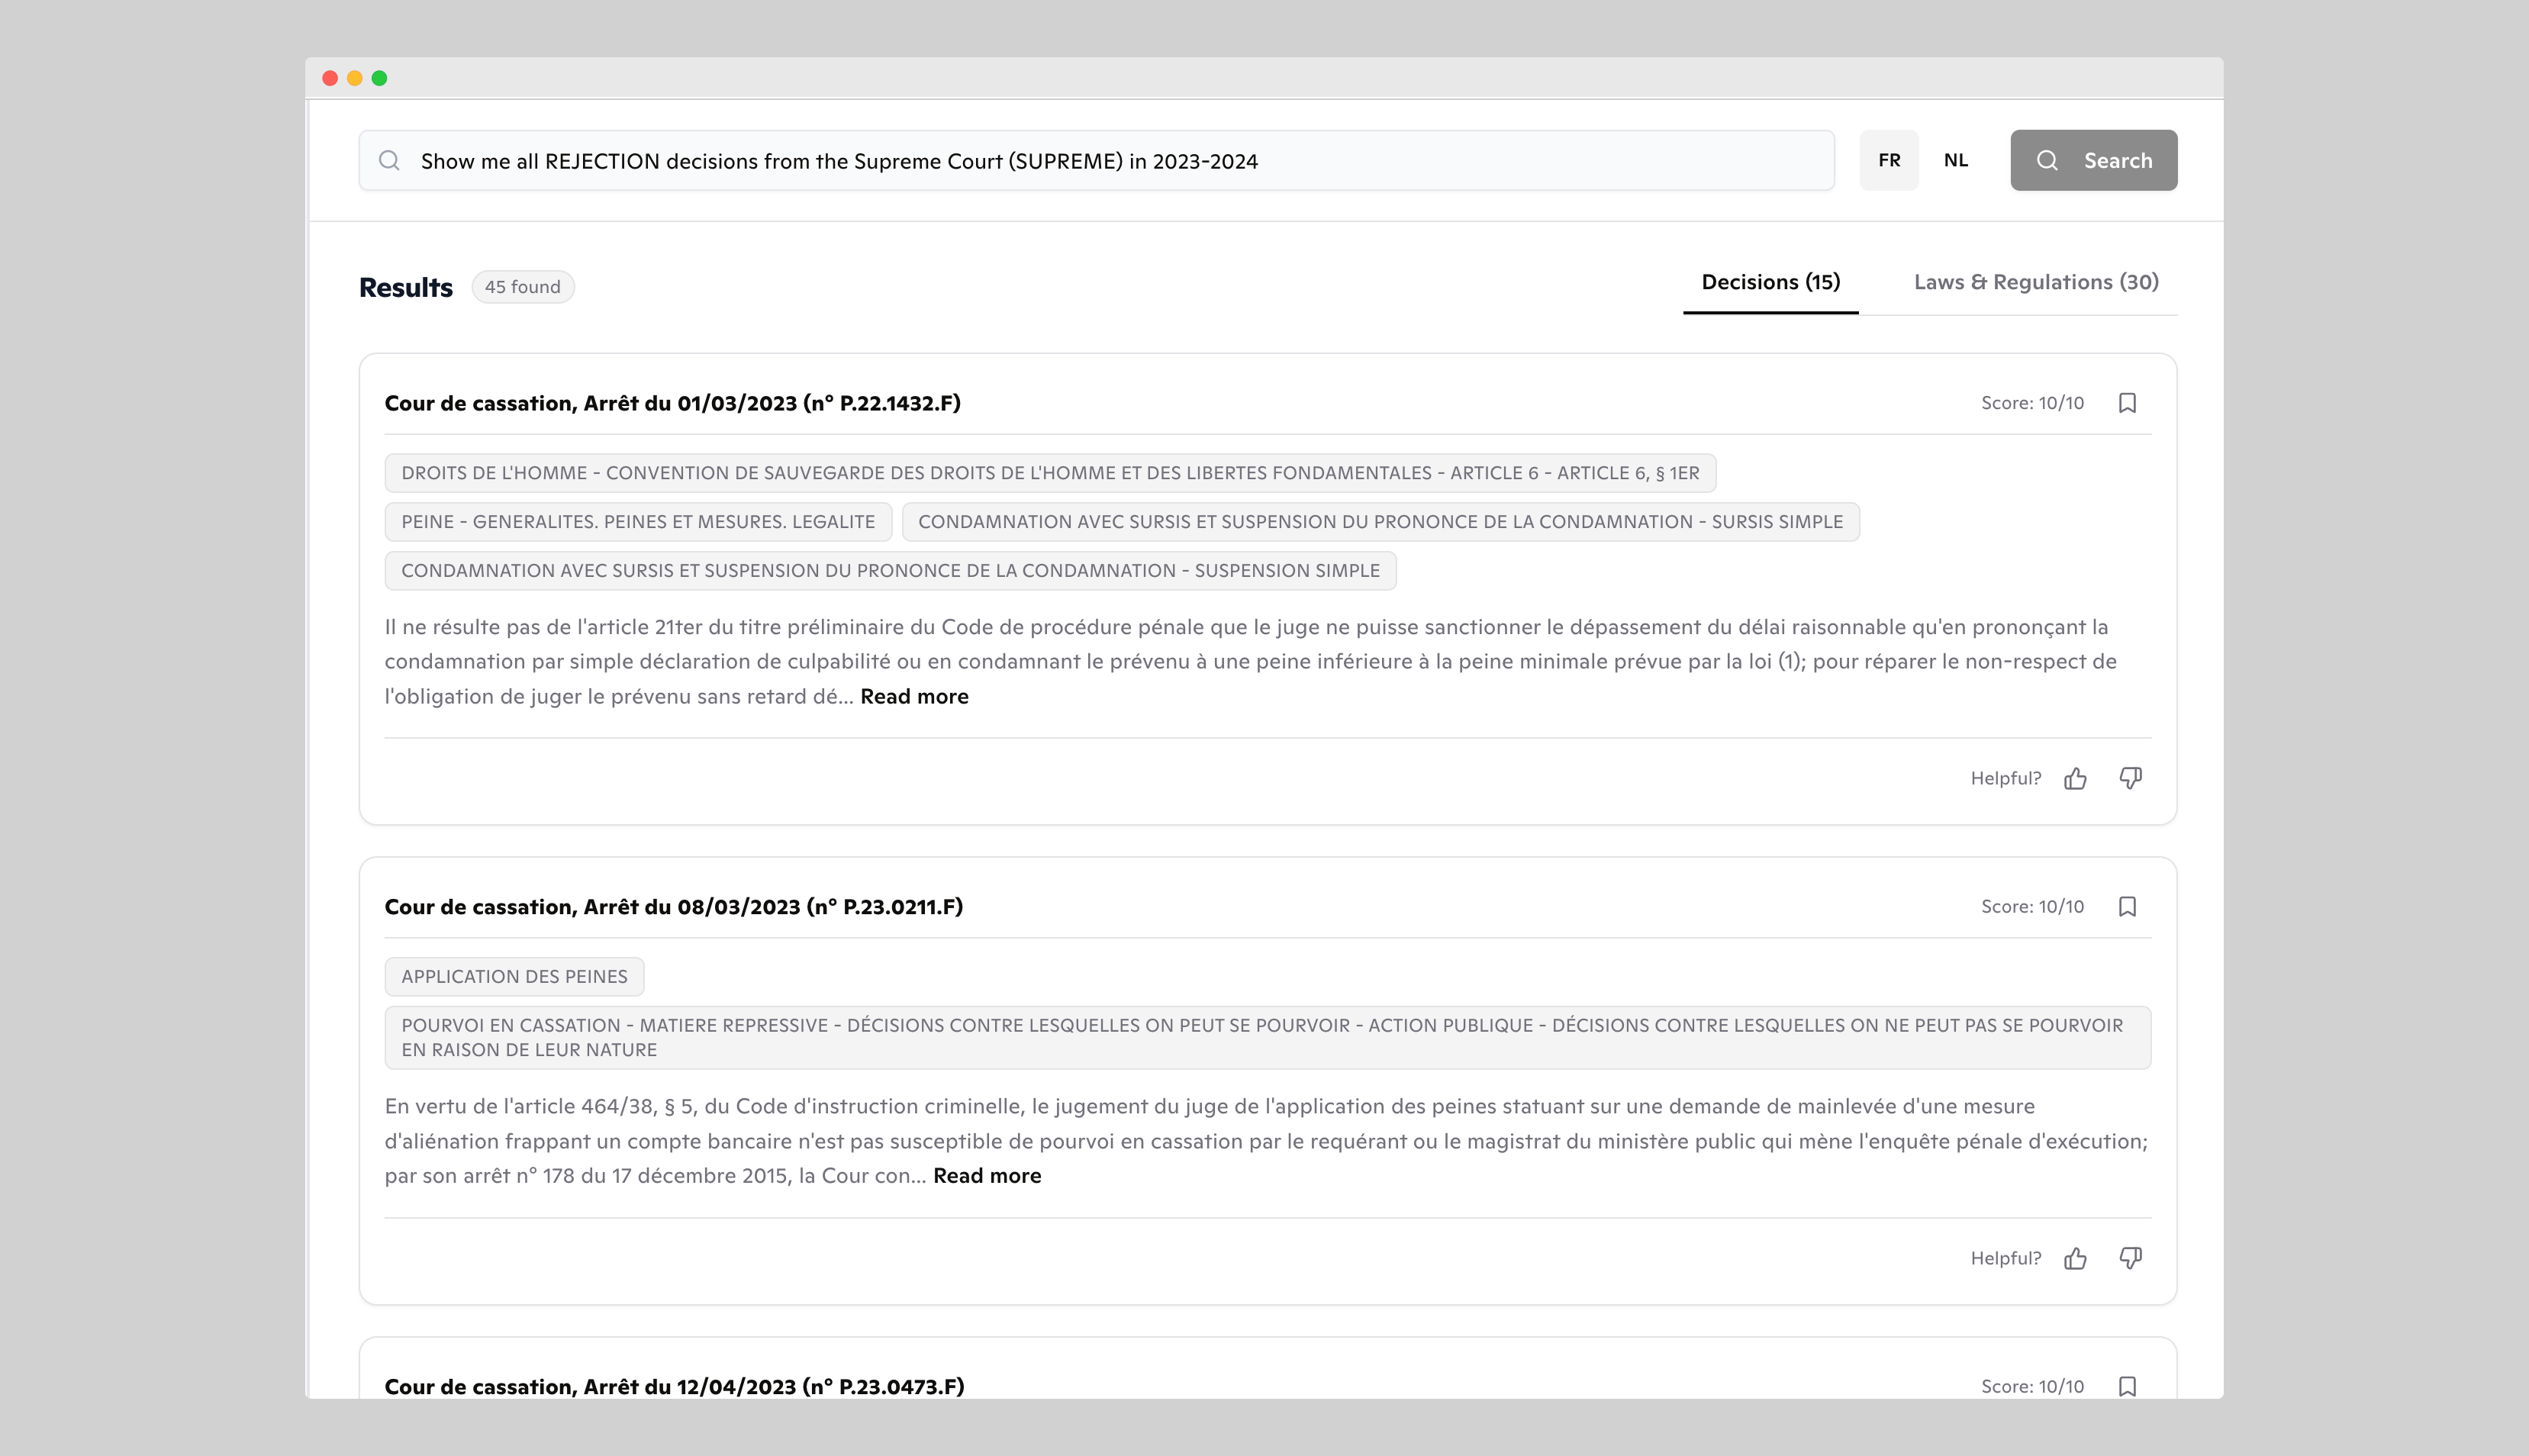 Show me all REJECTION decisions from the Supreme Court (SUPREME) in 2023-2024
FR
NL
Search
Results
45 found
Decisions (15)
Laws & Regulations (30)
Cour de cassation, Arrêt du 01/03/2023 (n° P.22.1432.F)
Score: 10/10
DROITS DE L'HOMME - CONVENTION DE SAUVEGARDE DES DROITS DE L'HOMME ET DES LIBERTES FONDAMENTALES - ARTICLE 6 - ARTICLE 6, § 1ER
PEINE - GENERALITES. PEINES ET MESURES. LEGALITE
CONDAMNATION AVEC SURSIS ET SUSPENSION DU PRONONCE DE LA CONDAMNATION - SURSIS SIMPLE
CONDAMNATION AVEC SURSIS ET SUSPENSION DU PRONONCE DE LA CONDAMNATION - SUSPENSION SIMPLE
Il ne résulte pas de l'article 21ter du titre préliminaire du Code de procédure pénale que le juge ne puisse sanctionner le dépassement du délai raisonnable qu'en prononçant la
condamnation par simple déclaration de culpabilité ou en condamnant le prévenu à une peine inférieure à la peine minimale prévue par la loi (1); pour réparer le non-respect de
l'obligation de juger le prévenu sans retard dé... Read more
Helpful?
Cour de cassation, Arrêt du 08/03/2023 (n° P.23.0211.F)
Score: 10/10
APPLICATION DES PEINES
POURVOI EN CASSATION - MATIERE REPRESSIVE - DÉCISIONS CONTRE LESQUELLES ON PEUT SE POURVOIR - ACTION PUBLIQUE - DÉCISIONS CONTRE LESQUELLES ON NE PEUT PAS SE POURVOIR
EN RAISON DE LEUR NATURE
En vertu de l'article 464/38, § 5, du Code d'instruction criminelle, le jugement du juge de l'application des peines statuant sur une demande de mainlevée d'une mesure
d'aliénation frappant un compte bancaire n'est pas susceptible de pourvoi en cassation par le requérant ou le magistrat du ministère public qui mène l'enquête pénale d'exécution;
par son arrêt n° 178 du 17 décembre 2015, la Cour con... Read more
Helpful?
Cour de cassation, Arrêt du 12/04/2023 (n° P.23.0473.F)
Score: 10/10